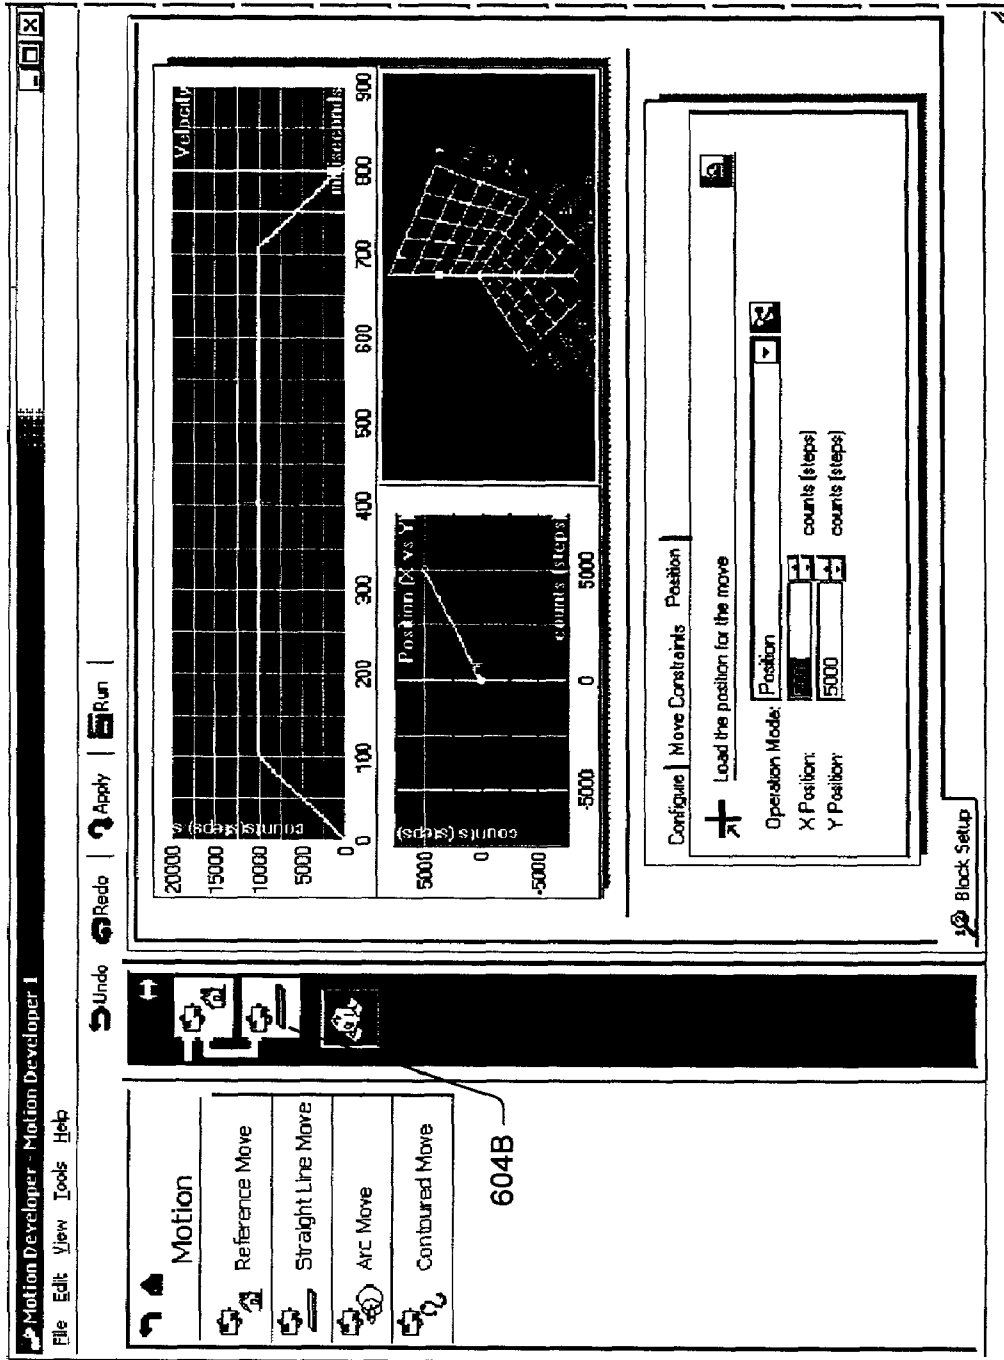 Motion Developer - Motion Developer 1
File Edit View Tools Help
Undo Redo Apply Run
Motion
Reference Move
Straight Line Move
Arc Move
Contoured Move
604B
Velocity
counts (steps) s
20000
15000
10000
5000
0
0 100 200 300 400 500 600 700 800 900
Position (X vs Y)
counts (steps)
5000
0
-5000
counts (steps)
-5000 0 5000
Configure Move Constraints Position
Load the position for the move
Operation Mode: Position
X Position: counts (steps)
Y Position: 5000 counts (steps)
Block Setup